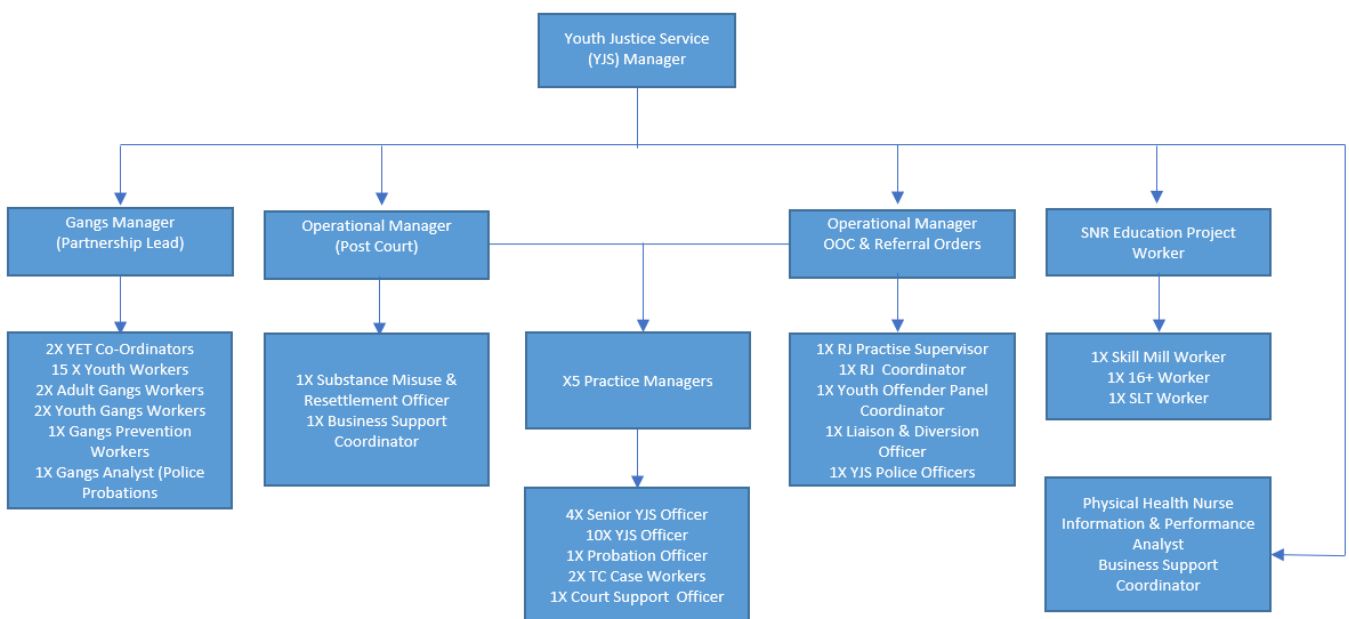 Youth Justice Service
(YJS) Manager
Gangs Manager
(Partnership Lead)
Operational Manager
(Post Court)
Operational Manager
OOC & Referral Orders
SNR Education Project
Worker
2X YET Co-Ordinators
15 X Youth Workers
2X Adult Gangs Workers
2X Youth Gangs Workers
1X Gangs Prevention
Workers
1X Gangs Analyst (Police
Probations
1X Substance Misuse &
Resettlement Officer
1X Business Support
Coordinator
X5 Practice Managers
1X RJ Practise Supervisor
1X RJ  Coordinator
1X Youth Offender Panel
Coordinator
1X Liaison & Diversion
Officer
1X YJS Police Officers
1X Skill Mill Worker
1X 16+ Worker
1X SLT Worker
4X Senior YJS Officer
10X YJS Officer
1X Probation Officer
2X TC Case Workers
1X Court Support  Officer
Physical Health Nurse
Information & Performance
Analyst
Business Support
Coordinator